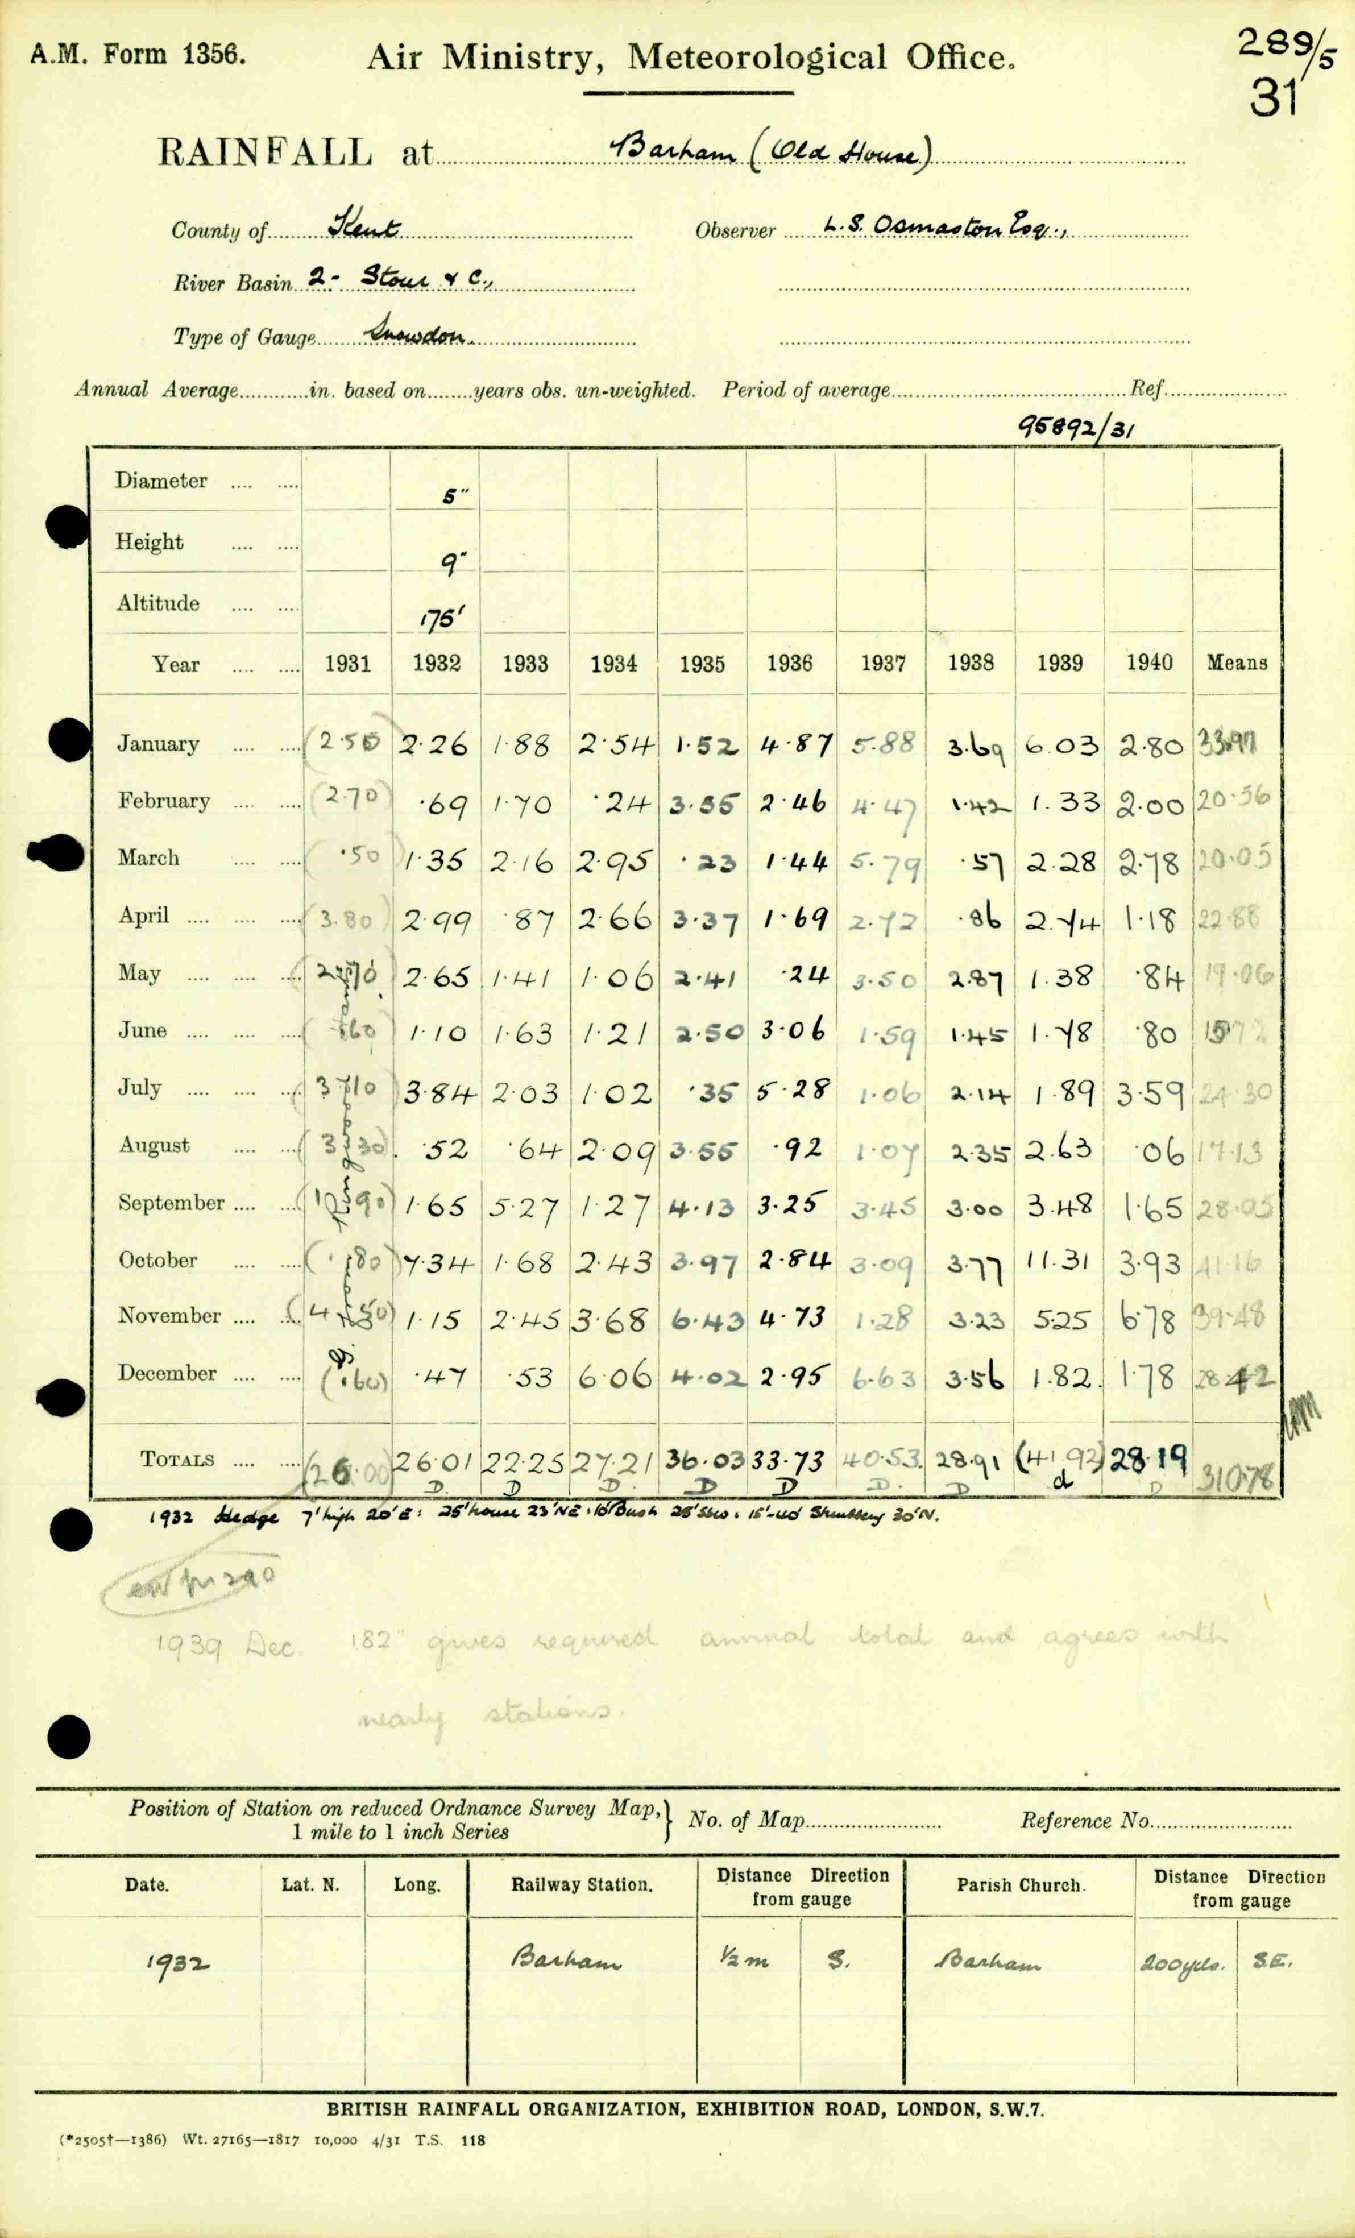 A.M. Form 1356.
Air Ministry, Meteorological Office.
289/5
31
RAINFALL at Barham (Old House)
County of Kent Observer L.S. Osmaston Esq.,
River Basin 2- Stour & C.,
Type of Gauge Snowdon.
Annual Average in. based on years obs. un-weighted. Period of average Ref.
95892/31
Diameter 5"
Height 9"
Altitude 175'
Year 1931 1932 1933 1934 1935 1936 1937 1938 1939 1940 Means
January (2.50) 2.26 1.88 2.54 1.52 4.87 5.88 3.69 6.03 2.80 33.97
February (2.70) .69 1.70 .24 3.55 2.46 4.47 1.42 1.33 2.00 20.56
March (.50) 1.35 2.16 2.95 .23 1.44 5.79 .57 2.28 2.78 20.05
April (3.80) 2.99 .87 2.66 3.37 1.69 2.72 .86 2.74 1.18 22.88
May (2.70) 2.65 1.41 1.06 2.41 .24 3.50 2.87 1.38 .84 19.06
June (.60) 1.10 1.63 1.21 2.50 3.06 1.59 1.45 1.78 .80 15.72
July (3.10) 3.84 2.03 1.02 .35 5.28 1.06 2.14 1.89 3.59 24.30
August (3.30) .52 .64 2.09 3.55 .92 1.07 2.35 2.63 .06 17.13
September (.90) 1.65 5.27 1.27 4.13 3.25 3.45 3.00 3.48 1.65 28.05
October (.80) 7.34 1.68 2.43 3.97 2.84 3.09 3.77 11.31 3.93 41.16
November (4.50) 1.15 2.45 3.68 6.43 4.73 1.28 3.23 5.25 6.78 39.48
December (.60) .47 .53 6.06 4.02 2.95 6.63 3.56 1.82 1.78 28.42
TOTALS (26.00) 26.01 22.25 27.21 36.03 33.73 40.53 28.91 (41.92) 28.19 310.78
D D D D D D. D d D
1932 Hedge 7' high 20'E: 25' house 23'NE: 10' Bush 25' SSW: 15'-40' Shrubbery 30'N.
1939 Dec 1.82" gives required annual total and agrees with
nearby stations.
Position of Station on reduced Ordnance Survey Map, 1 mile to 1 inch Series } No. of Map Reference No.
Date. Lat. N. Long. Railway Station. Distance Direction from gauge Parish Church. Distance Direction from gauge
1932 Barham ½ m S. Barham 200 yds. S.E.
BRITISH RAINFALL ORGANIZATION, EXHIBITION ROAD, LONDON, S.W.7.
(*2505†—1386) Wt. 27165—1817 10,000 4/31 T.S. 118